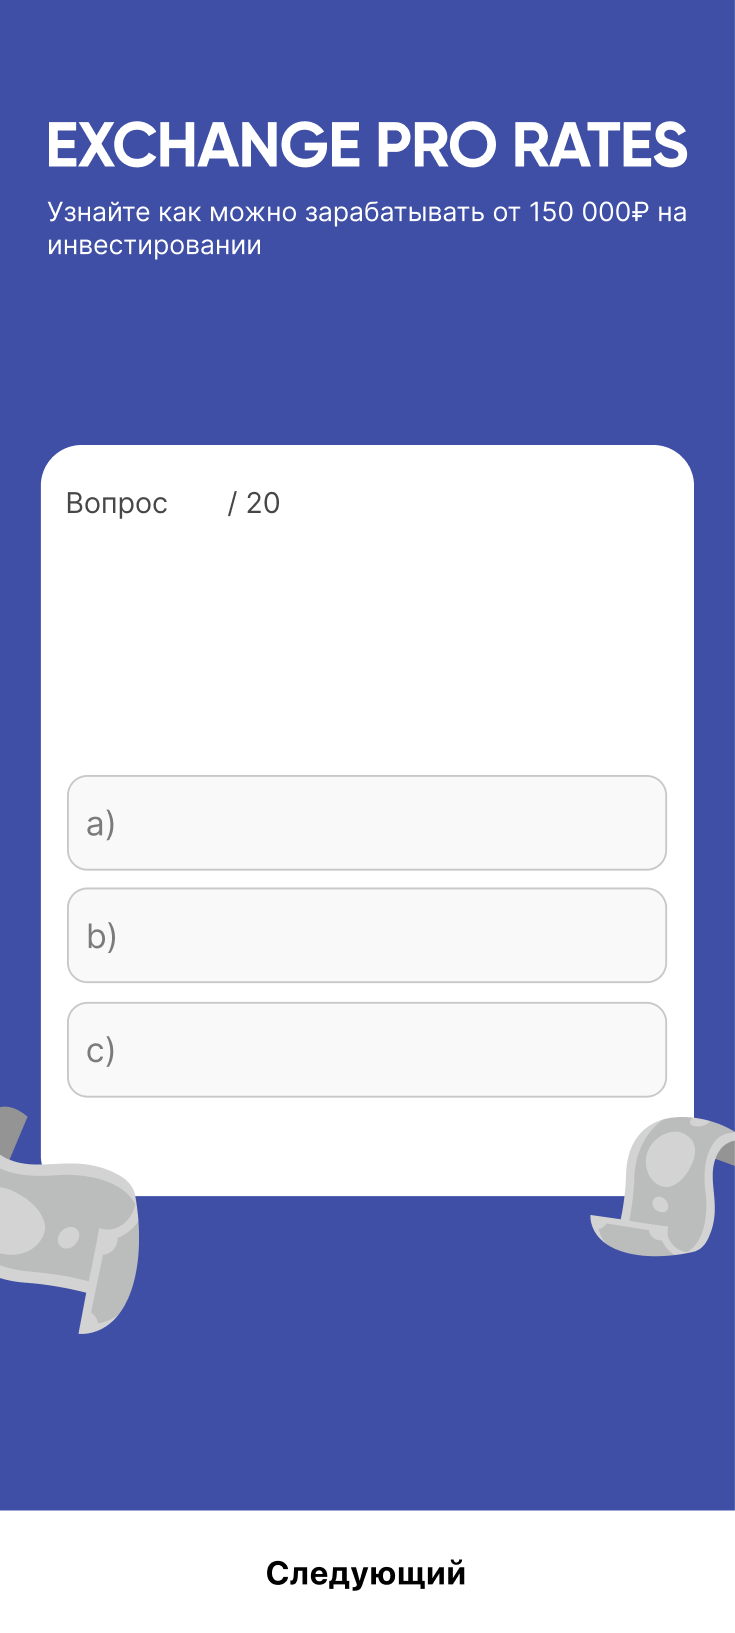 EXCHANGE PRO RATES
Узнайте как можно зарабатывать от 150 000₽ на
инвестировании
Вопрос / 20
a)
b)
c)
Следующий